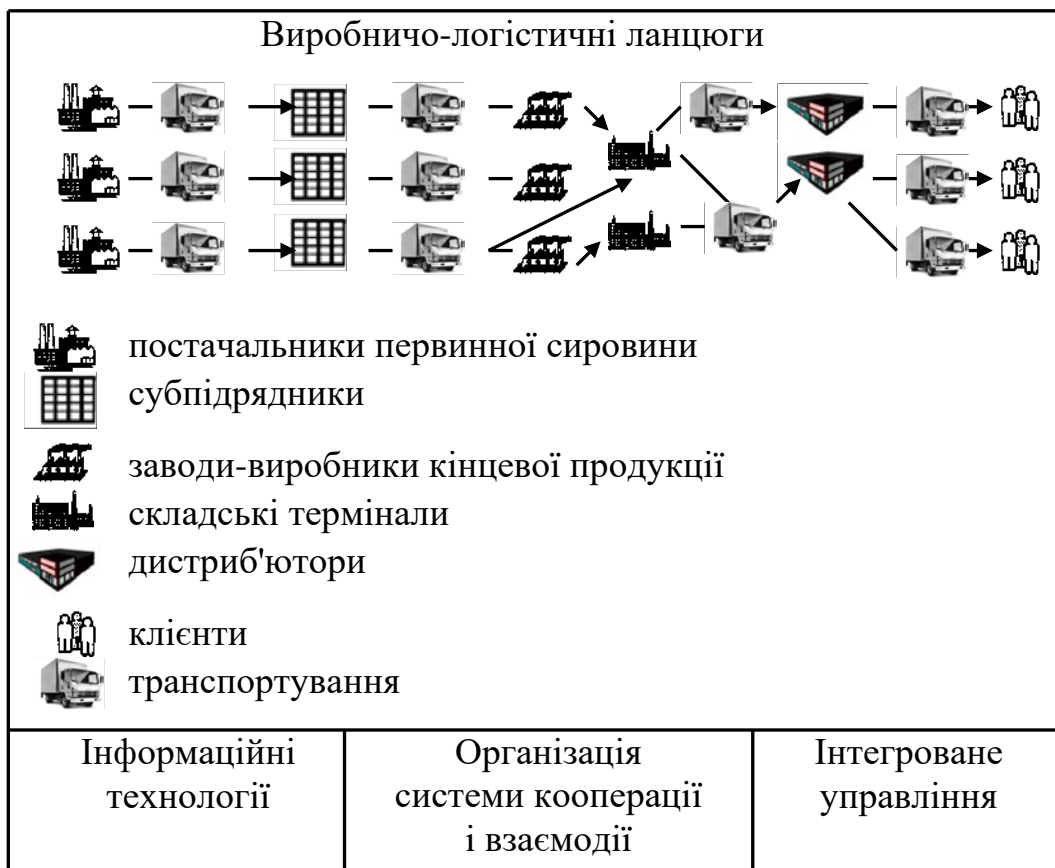 Виробничо-логістичні ланцюги
постачальники первинної сировини
субпідрядники
заводи-виробники кінцевої продукції
складські термінали
дистриб'ютори
клієнти
транспортування
Інформаційні
технології
Організація
системи кооперації
і взаємодії
Інтегроване
управління